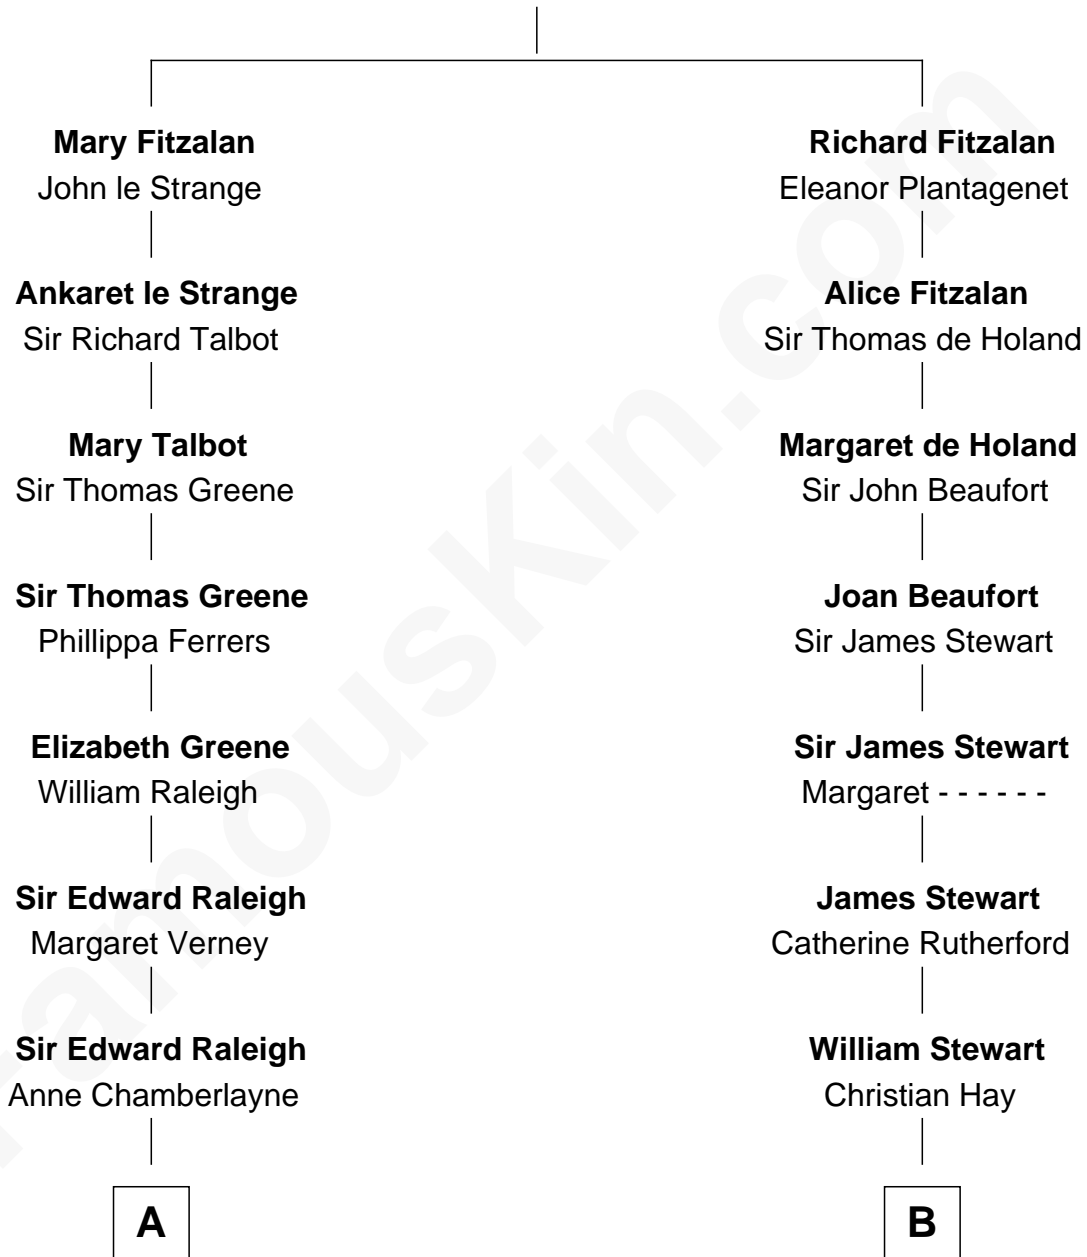 Mary Fitzalan
John le Strange
Ankaret le Strange
Sir Richard Talbot
Mary Talbot
Sir Thomas Greene
Sir Thomas Greene
Phillippa Ferrers
Elizabeth Greene
William Raleigh
Sir Edward Raleigh
Margaret Verney
Sir Edward Raleigh
Anne Chamberlayne
A
Richard Fitzalan
Eleanor Plantagenet
Alice Fitzalan
Sir Thomas de Holand
Margaret de Holand
Sir John Beaufort
Joan Beaufort
Sir James Stewart
Sir James Stewart
Margaret - - - - - -
James Stewart
Catherine Rutherford
William Stewart
Christian Hay
B
FamousKin.com